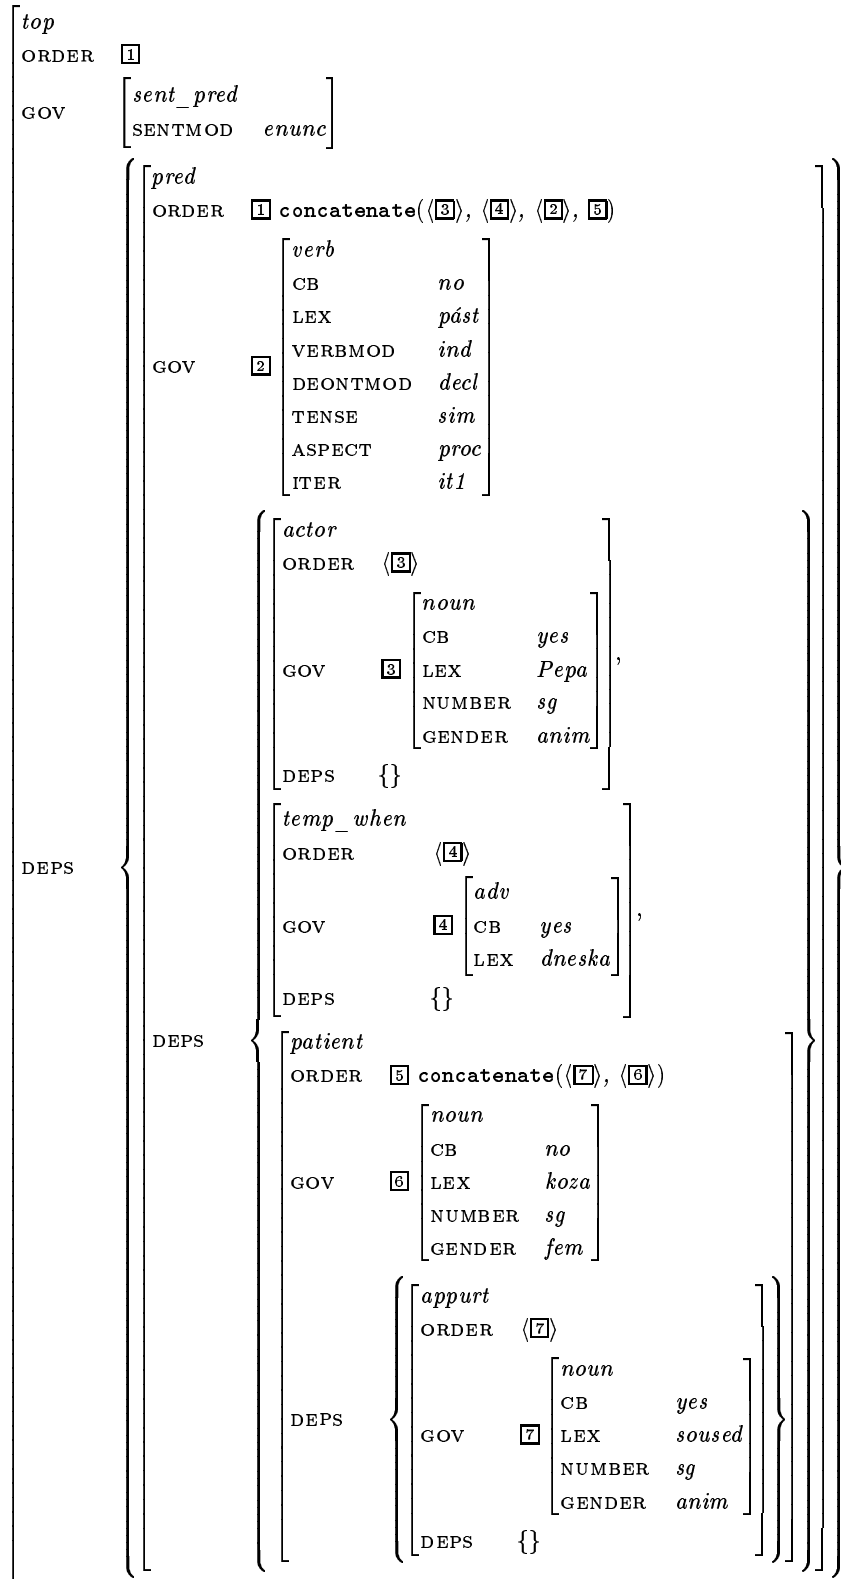 top
ORDER 1
GOV
sent_pred
SENTMOD enunc
pred
ORDER 1 concatenate(⟨3⟩, ⟨4⟩, ⟨2⟩, 5)
verb
CB no
LEX pást
VERBMOD ind
GOV 2
DEONTMOD decl
TENSE sim
ASPECT proc
ITER it1
actor
ORDER ⟨3⟩
noun
CB yes
GOV 3 LEX Pepa ,
NUMBER sg
GENDER anim
DEPS {}
temp_when
ORDER ⟨4⟩
DEPS
adv
GOV 4 CB yes ,
LEX dneska
DEPS {}
DEPS
patient
ORDER 5 concatenate(⟨7⟩, ⟨6⟩)
noun
CB no
GOV 6 LEX koza
NUMBER sg
GENDER fem
appurt
ORDER ⟨7⟩
noun
CB yes
DEPS
GOV 7 LEX soused
NUMBER sg
GENDER anim
DEPS {}